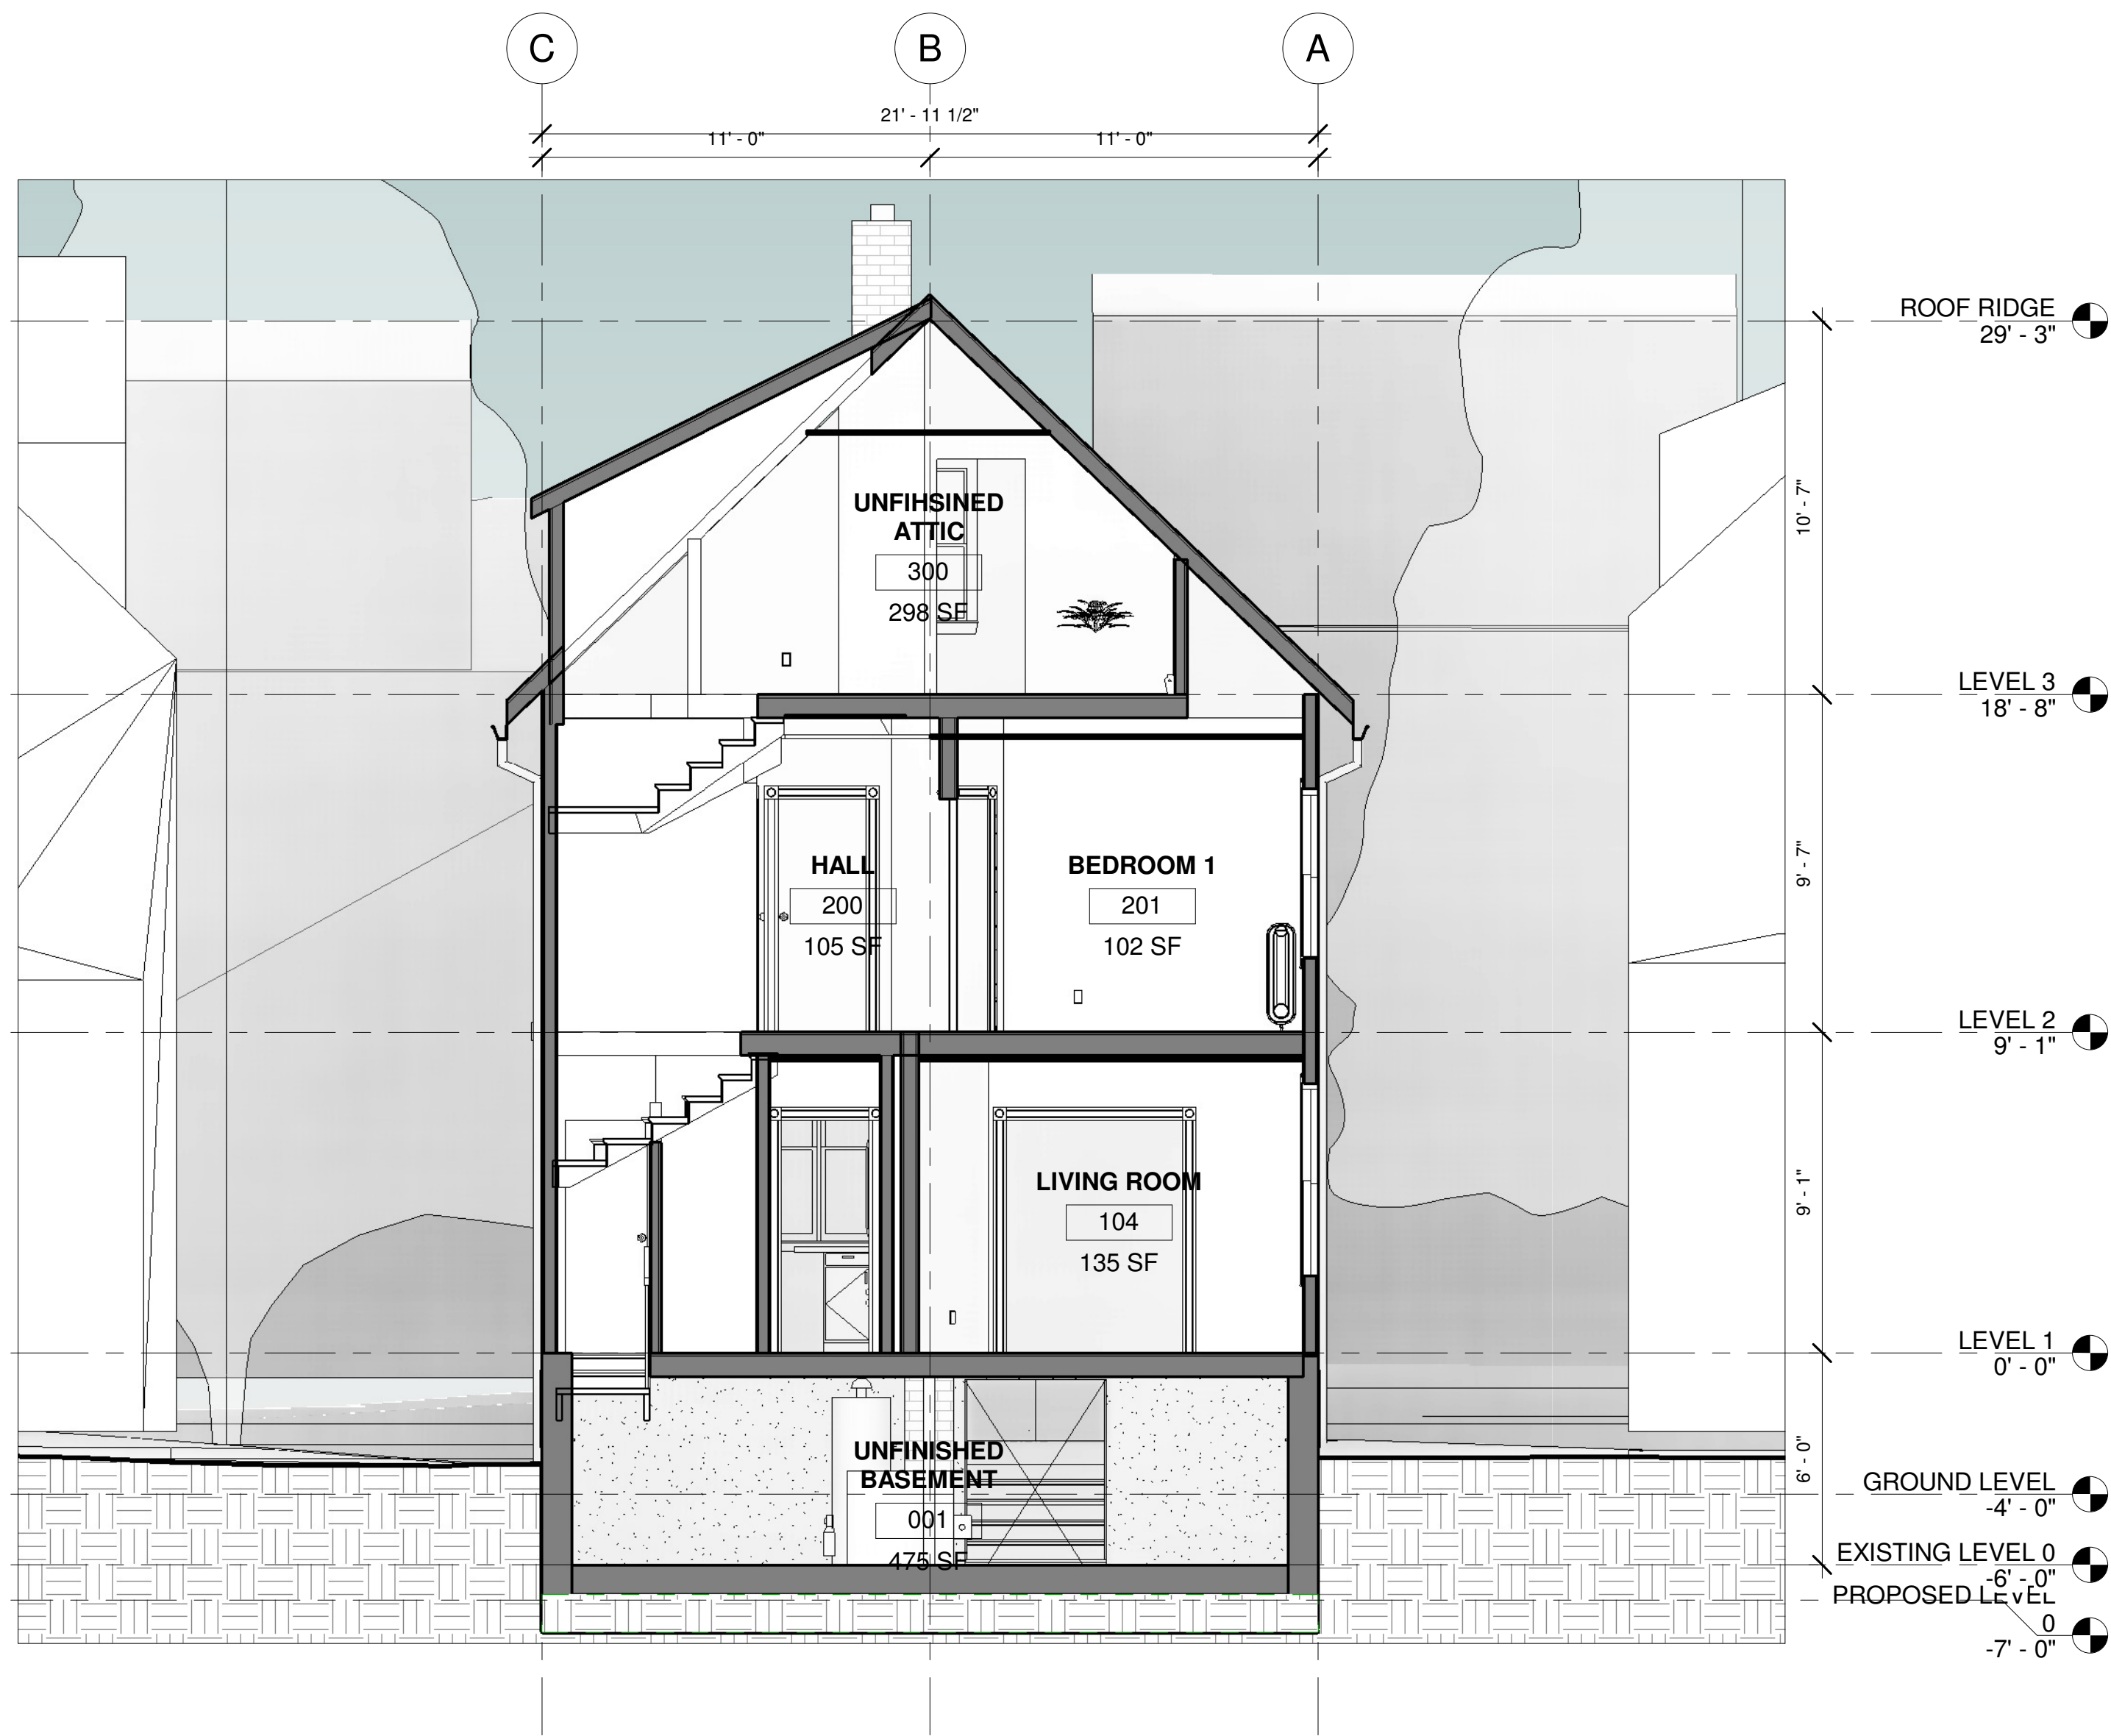 C
B
A
21' - 11 1/2"
11' - 0"
11' - 0"
ROOF RIDGE
29' - 3"
10' - 7"
UNFIHSINED
ATTIC
300
298 SF
LEVEL 3
18' - 8"
9' - 7"
HALL
200
105 SF
BEDROOM 1
201
102 SF
LEVEL 2
9' - 1"
9' - 1"
LIVING ROOM
104
135 SF
LEVEL 1
0' - 0"
6' - 0"
UNFINISHED
BASEMENT
001
475 SF
GROUND LEVEL
-4' - 0"
EXISTING LEVEL 0
-6' - 0"
PROPOSED LEVEL
0
-7' - 0"